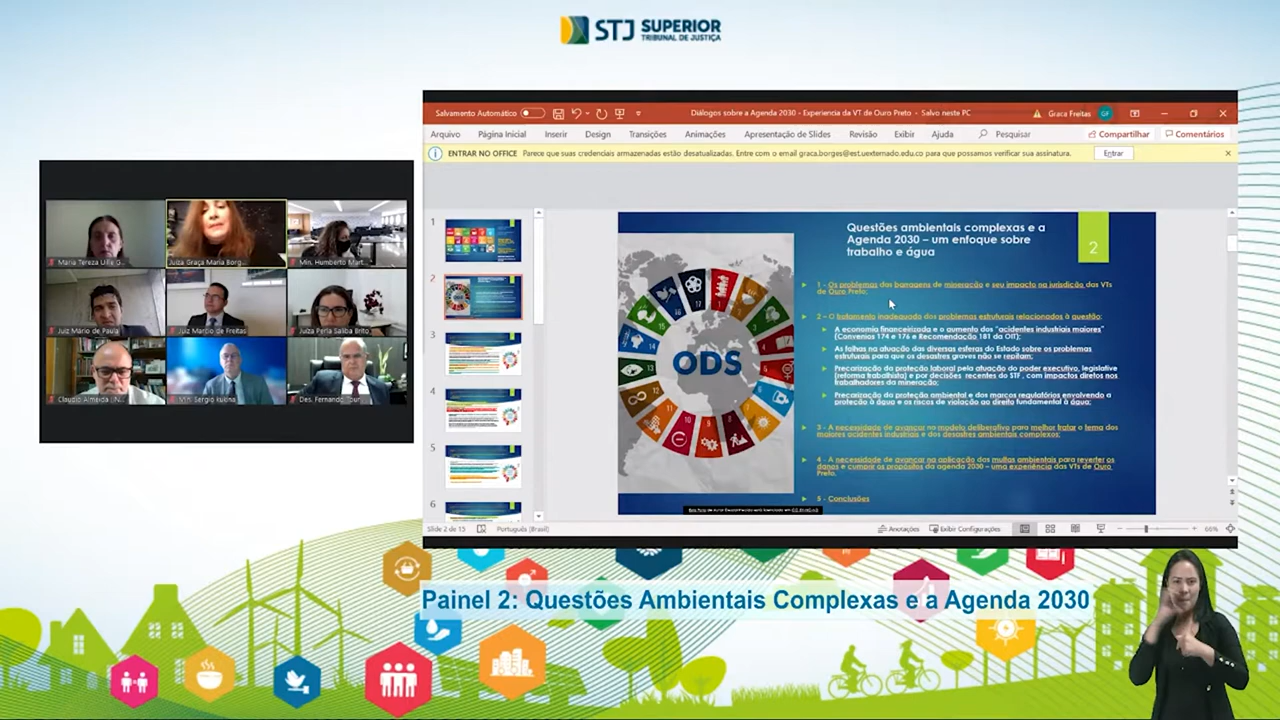 STJ SUPERIOR
TRIBUNAL DE JUSTIÇA
Salvamento Automático
Diálogos sobre a Agenda 2030 - Experiencia da VT de Ouro Preto - Salvo neste PC
Graca Freitas
GF
Arquivo Página Inicial Inserir Design Transições Animações Apresentação de Slides Revisão Exibir Ajuda Pesquisar Compartilhar Comentários
ENTRAR NO OFFICE Parece que suas credenciais armazenadas estão desatualizadas. Entre com o email graca.borges@est.uexternado.edu.co para que possamos verificar sua assinatura. Entrar
Maria Tereza Uille G...
Juíza Graça Maria Borg...
Min. Humberto Mart...
Juiz Mário de Paula
Juiz Marcio de Freitas
Juíza Perla Saliba Brito
Claudio Almeida
Min. Sergio Kukina
Des. Fernando Tour
1
2
3
4
5
6
Questões ambientais complexas e a
Agenda 2030 – um enfoque sobre
trabalho e água
2
ODS
1 - Os problemas das barragens de mineração e seu impacto na jurisdição das VTs
de Ouro Preto;
2 – O tratamento inadequado dos problemas estruturais relacionados à questão:
A economia financeirizada e o aumento dos "acidentes industriais maiores"
(Convenios 174 e 176 e Recomendação 181 da OIT);
As falhas na atuação das diversas esferas do Estado sobre os problemas
estruturais para que os desastres graves não se repitam;
Precarização da proteção laboral pela atuação do poder executivo, legislative
(reforma trabalhista) e por decisões recentes do STF , com impactos diretos nos
trabalhadores da mineração;
Precarização da proteção ambiental e dos marcos regulatórios envolvendo a
proteção à água e os riscos de violação ao direito fundamental à água;
3 – A necessidade de avançar no modelo deliberativo para melhor tratar o tema dos
maiores acidentes industriais e dos desastres ambientais complexos;
4 – A necessidade de avançar na aplicação das multas ambientais para reverter os
danos e cumprir os propósitos da agenda 2030 – uma experiência das VTs de Ouro
Preto.
5 - Conclusões
Slide 2 de 15 Português (Brasil) Anotações Exibir Configurações 66%
Painel 2: Questões Ambientais Complexas e a Agenda 2030